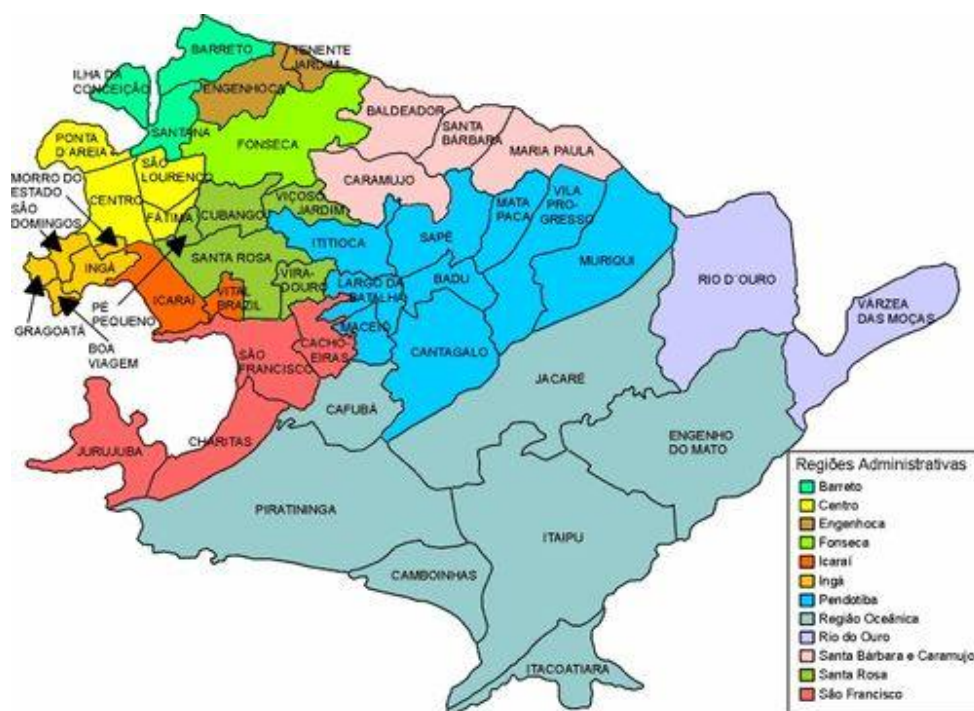 BARRETO
TENENTE
JARDIM
ILHA DA
CONCEIÇÃO
ENGENHOCA
BALDEADOR
SANTANA
FONSECA
SANTA
BÁRBARA
PONTA
D´AREIA
MARIA PAULA
SÃO
LOURENÇO
MORRO DO
ESTADO
CARAMUJO
SÃO
DOMINGOS
CENTRO
VIÇOSO
JARDIM
MATA
PACA
VILA
PRO-
GRESSO
FÁTIMA
CUBANGO
ITITIOCA
SAPÊ
INGÁ
SANTA ROSA
MURIQUI
VIRA-
DOURO
LARGO DA
BATALHA
BADU
RIO D´OURO
PÉ
PEQUENO
ICARAÍ
VITAL
BRAZIL
VÁRZEA
DAS MOÇAS
GRAGOATÁ
MACEIÓ
BOA
VIAGEM
CACHO-
EIRAS
SÃO
FRANCISCO
CANTAGALO
JACARÉ
CAFUBÁ
CHARITAS
ENGENHO
DO MATO
JURUJUBA
PIRATININGA
ITAIPU
CAMBOINHAS
ITACOATIARA
Regiões Administrativas
Barreto
Centro
Engenhoca
Fonseca
Icaraí
Ingá
Pendotiba
Região Oceânica
Rio do Ouro
Santa Bárbara e Caramujo
Santa Rosa
São Francisco